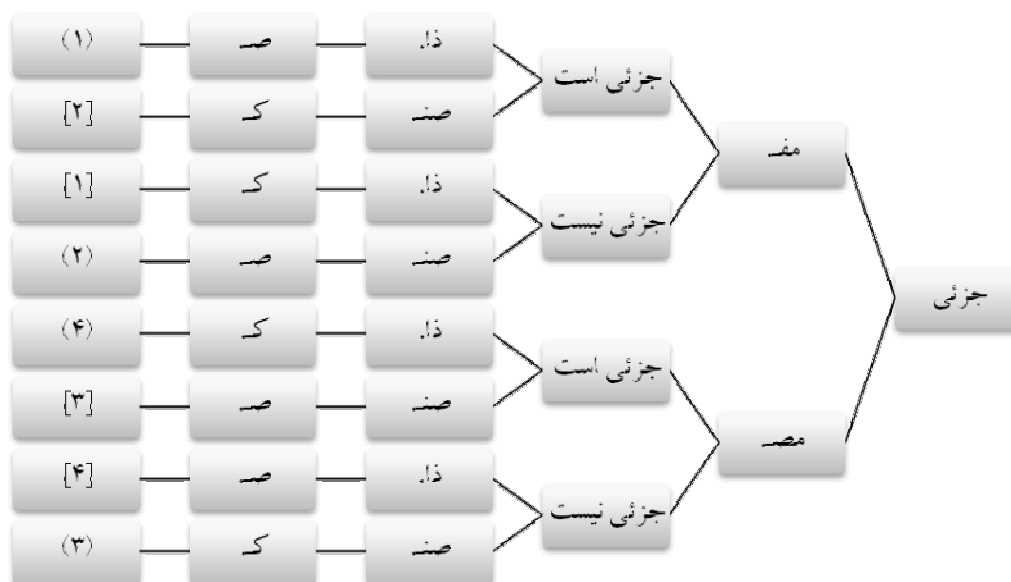 ذا. صـ (۱)
جزئی است
صنـ کـ [۲]
مفـ
ذا. کـ [۱]
جزئی نیست
صنـ صـ (۲)
جزئی
ذا. کـ (۴)
جزئی است
صنـ صـ [۳]
مصـ
ذا. صـ [۴]
جزئی نیست
صنـ کـ (۳)